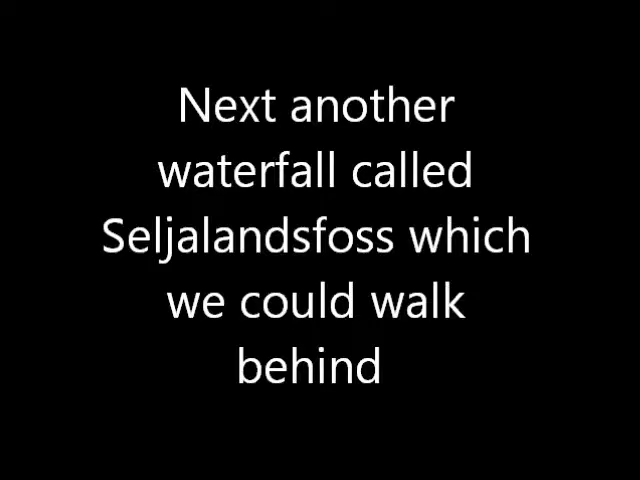 Next another
waterfall called
Seljalandsfoss which
we could walk
behind